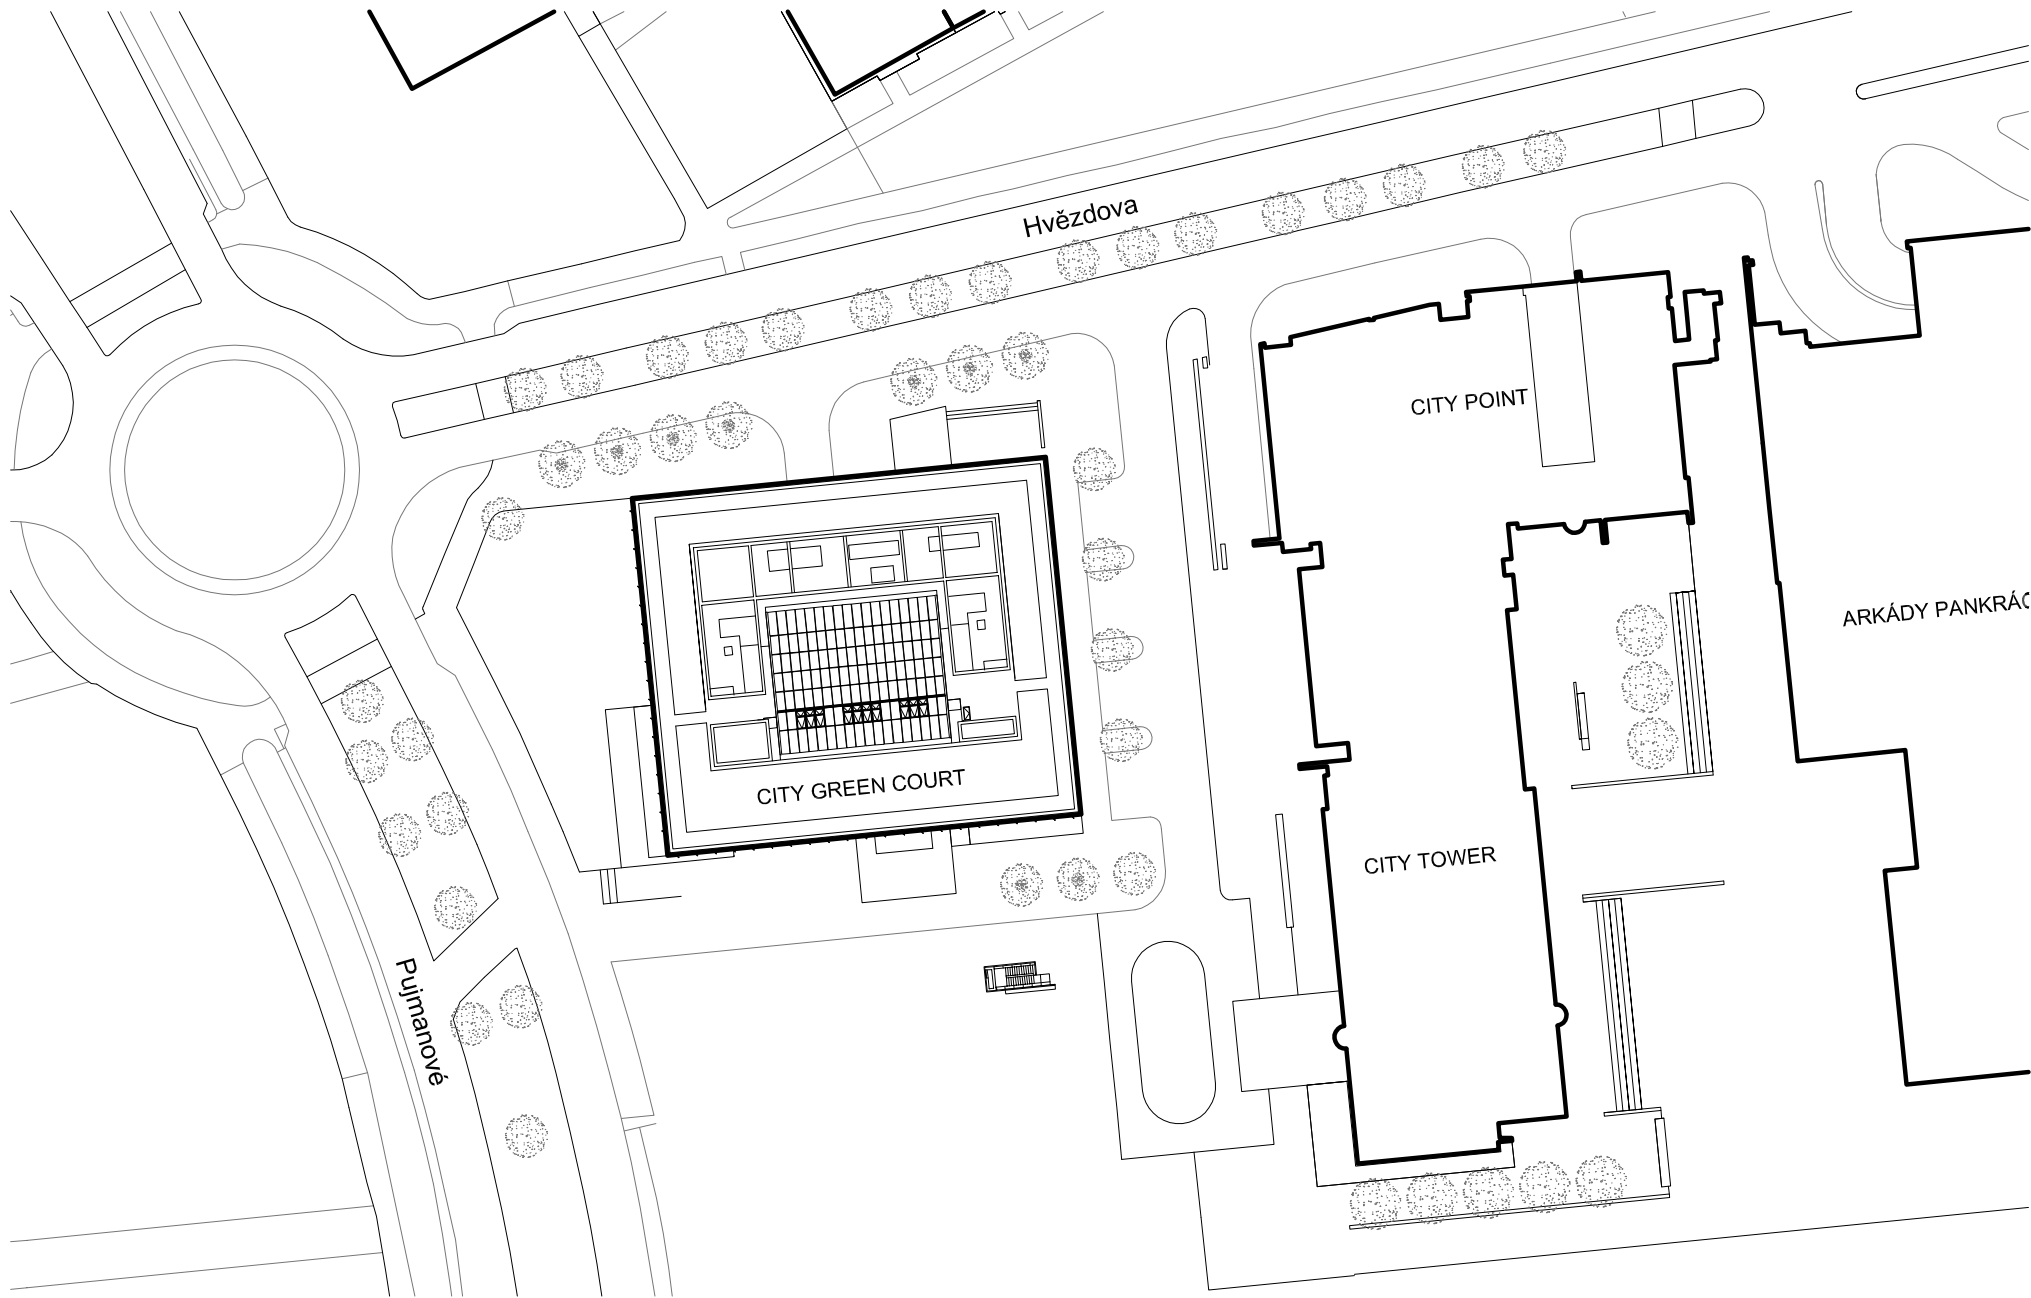 Hvězdova
CITY POINT
ARKÁDY PANKRÁC
CITY GREEN COURT
CITY TOWER
Pujmanové